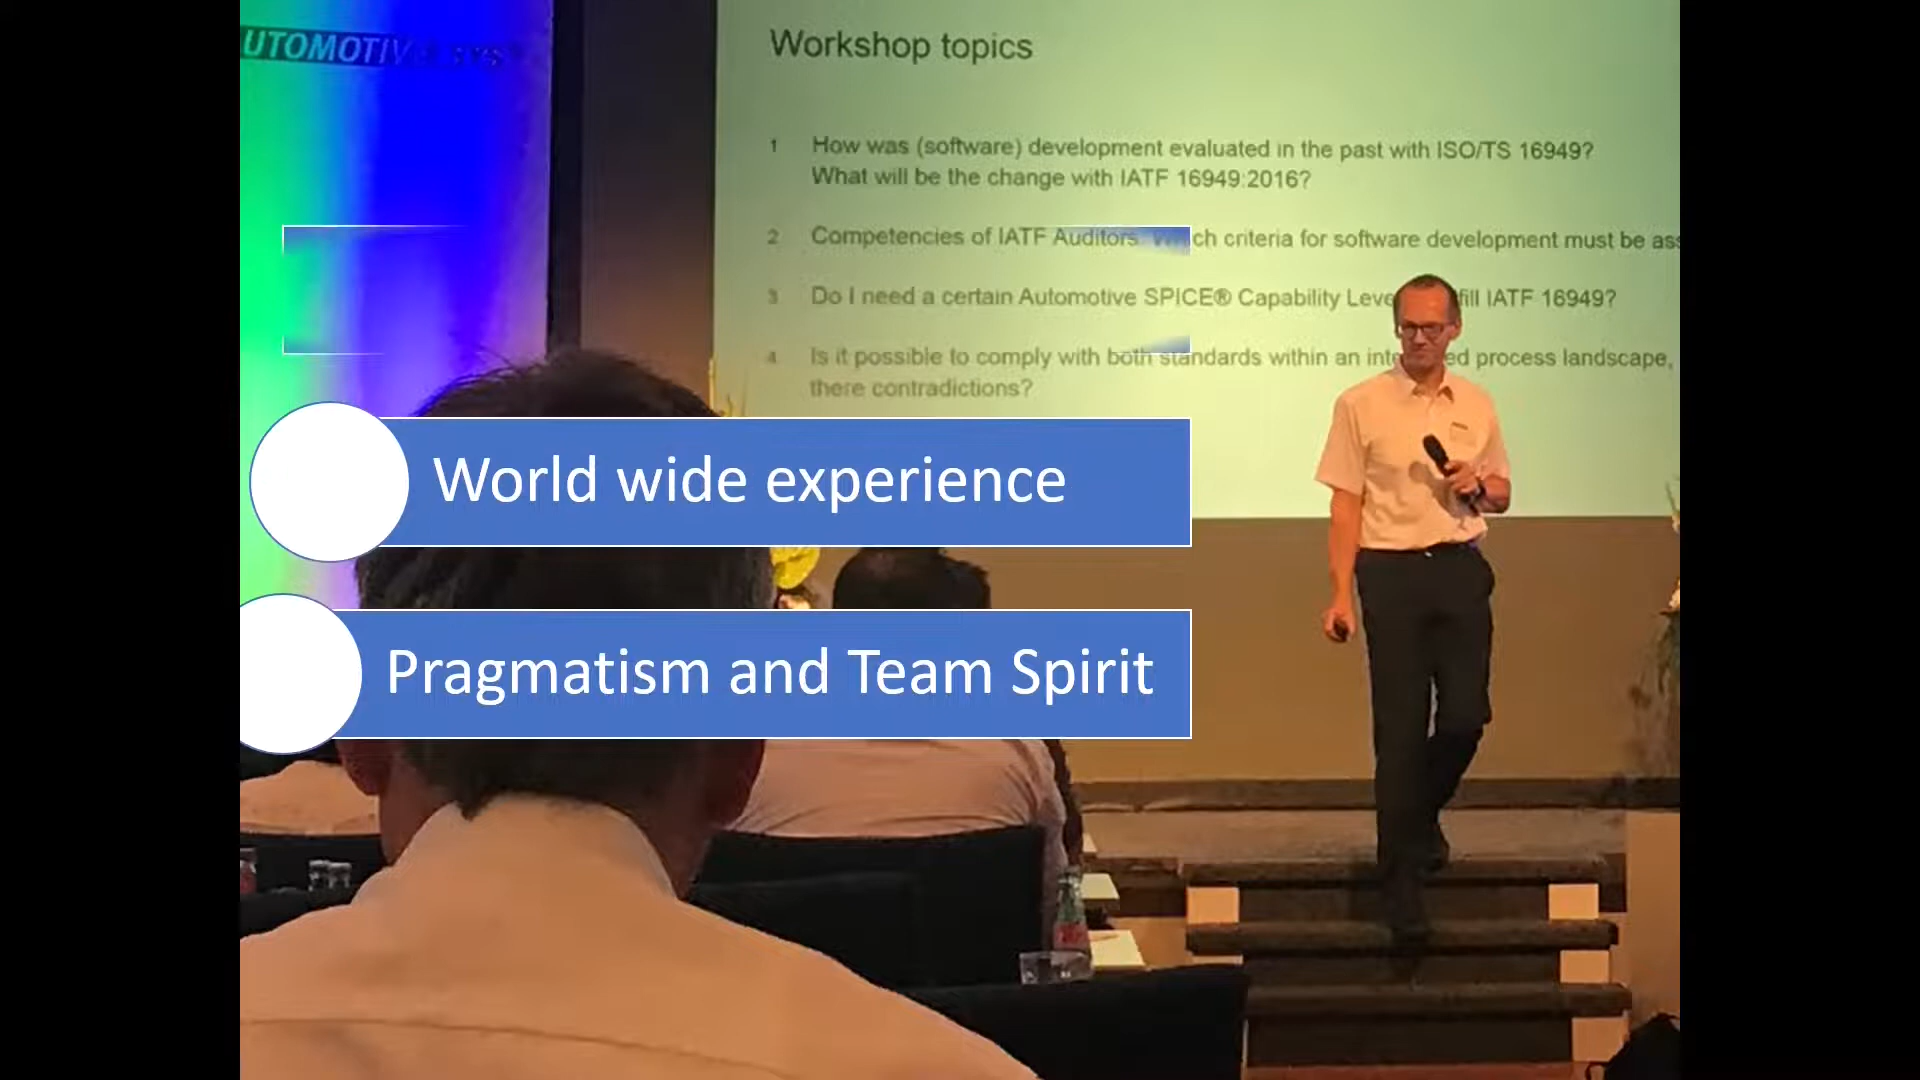 UTOMOTIV
Workshop topics
1 How was (software) development evaluated in the past with ISO/TS 16949?
What will be the change with IATF 16949:2016?
2 Competencies of IATF Auditors. ch criteria for software development must be
3 Do I need a certain Automotive SPICE® Capability fill IATF 16949?
4 Is it possible to comply with both standards within an ed process landscape,
there contradictions?
World wide experience
Pragmatism and Team Spirit